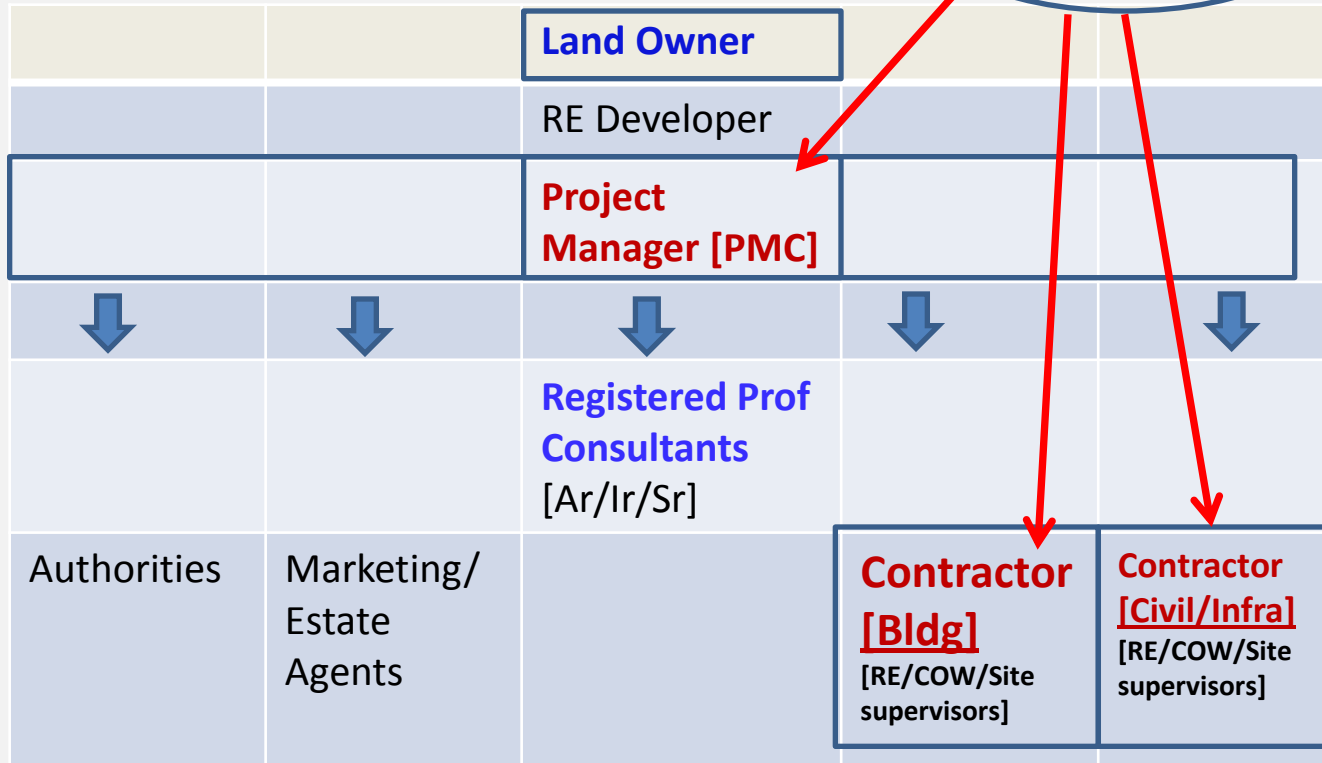 Land Owner
RE Developer
Project
Manager [PMC]
Registered Prof
Consultants
[Ar/Ir/Sr]
Authorities
Marketing/
Estate
Agents
Contractor
[Bldg]
[RE/COW/Site
supervisors]
Contractor
[Civil/Infra]
[RE/COW/Site
supervisors]